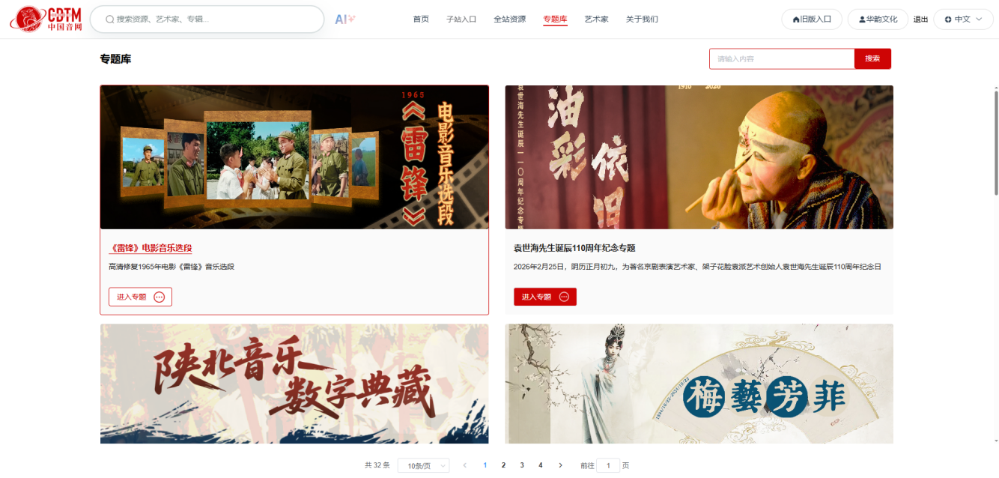 CDTM
中国音网
搜索资源、艺术家、专辑...
AI
首页
子站入口
全站资源
专题库
艺术家
关于我们
旧版入口
华韵文化
退出
中文
专题库
请输入内容
搜索
1965
《雷锋》
电影音乐选段
袁世海先生诞辰一一〇周年纪念专题
油彩依旧
1916 2026
《雷锋》电影音乐选段
高清修复1965年电影《雷锋》音乐选段
进入专题
袁世海先生诞辰110周年纪念专题
2026年2月25日，阴历正月初九，为著名京剧表演艺术家、架子花脸袁派艺术创始人袁世海先生诞辰110周年纪念日
进入专题
陕北音乐
数字典藏
1894/10/22-2024/10/22
梅藝芳菲
共 32 条
10条/页
1
2
3
4
前往
1
页